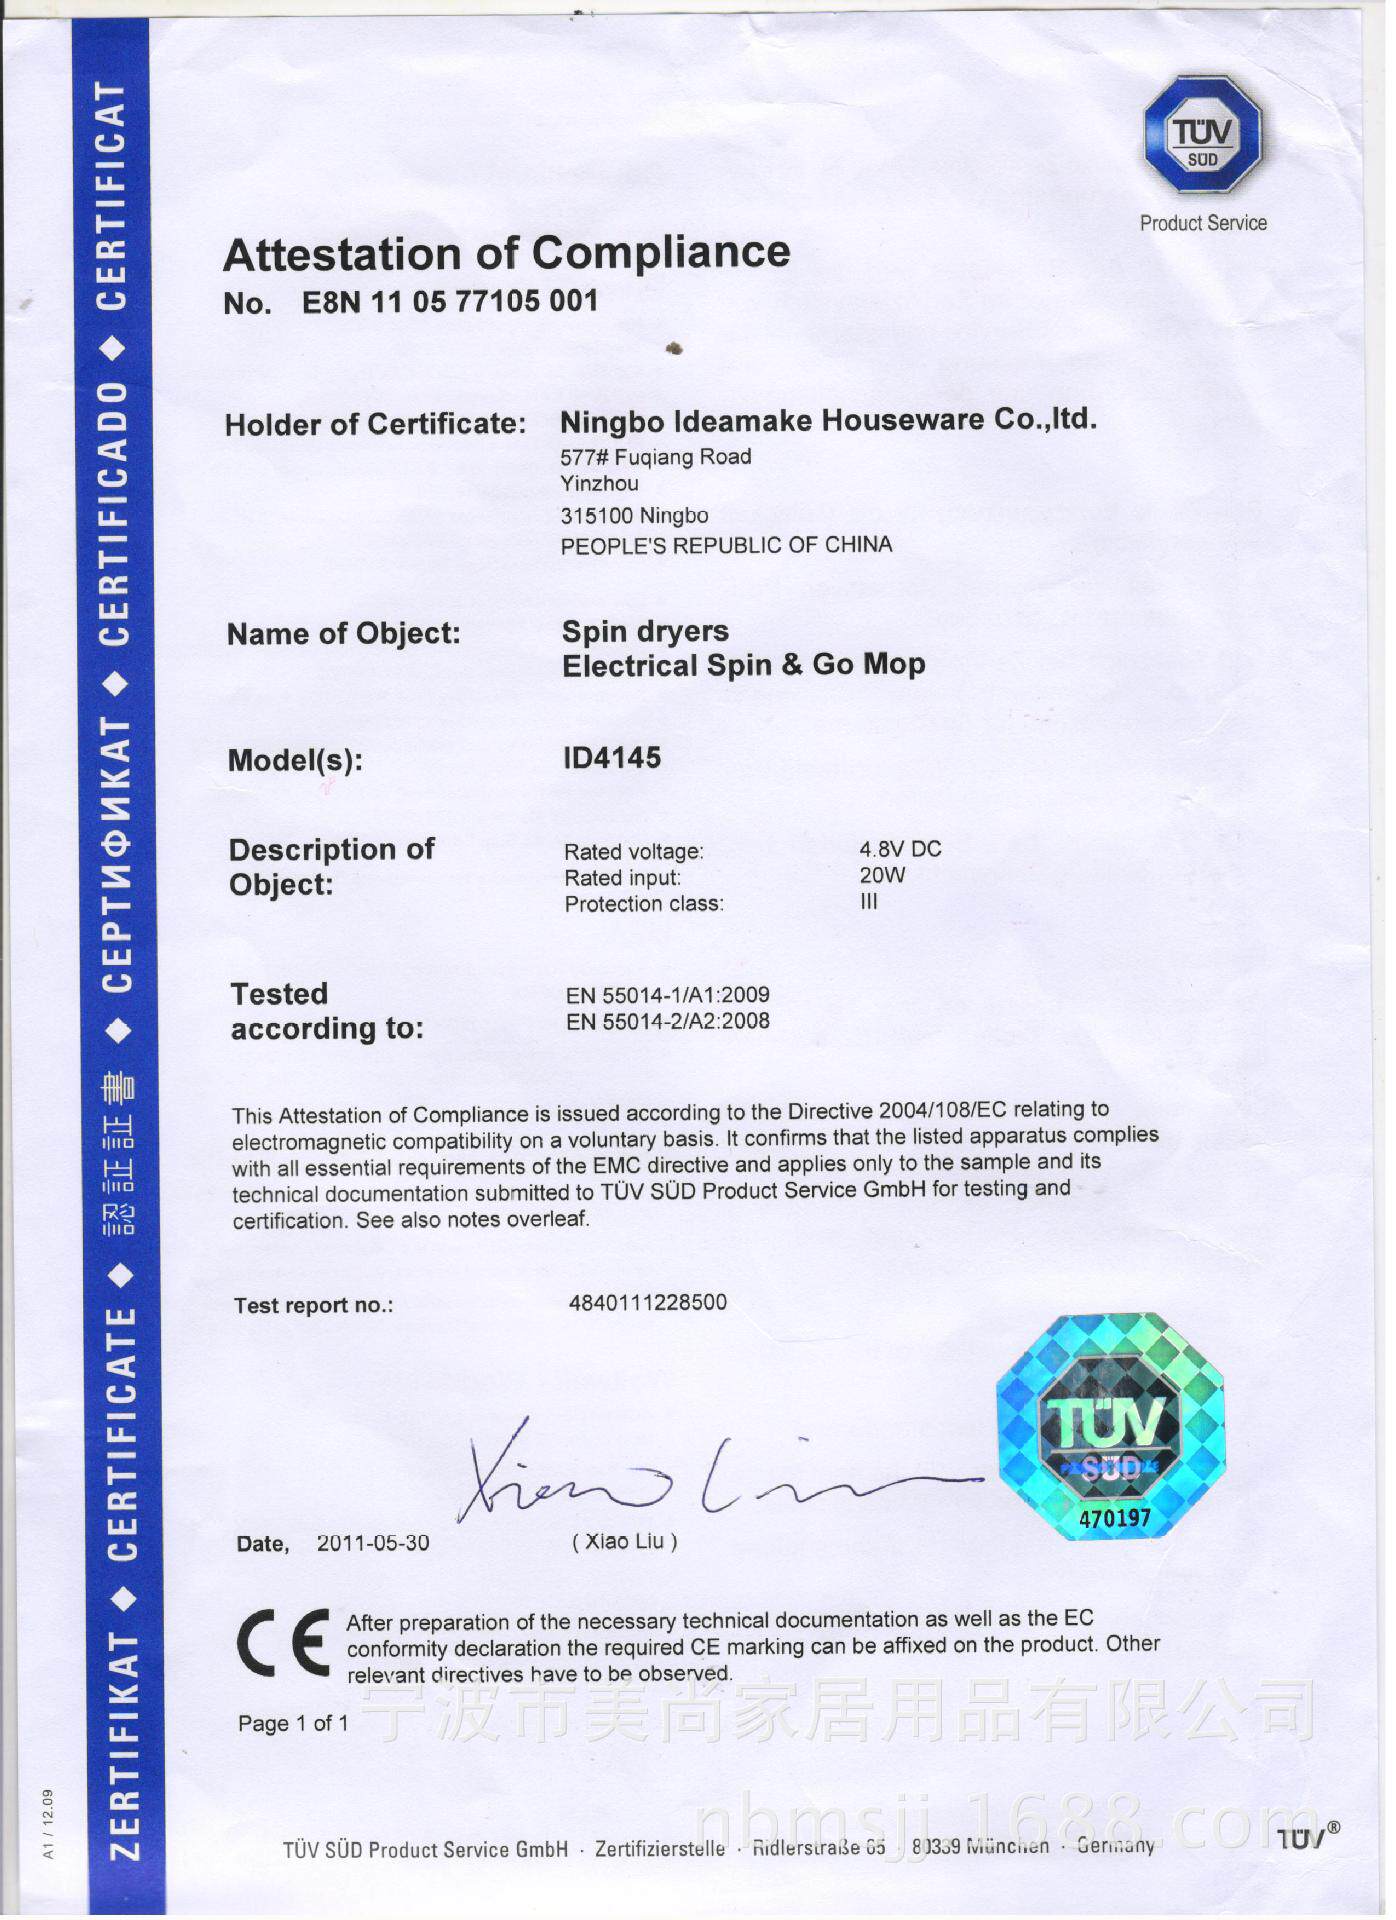 ZERTIFIKAT ◆ CERTIFICATE ◆ 認証証書 ◆ СЕРТИФИКАТ ◆ CERTIFICADO ◆ CERTIFICAT
TÜV
SÜD
Product Service
Attestation of Compliance
No. E8N 11 05 77105 001
Holder of Certificate: Ningbo Ideamake Houseware Co.,ltd.
577# Fuqiang Road
Yinzhou
315100 Ningbo
PEOPLE'S REPUBLIC OF CHINA
Name of Object: Spin dryers
Electrical Spin & Go Mop
Model(s): ID4145
Description of
Object:
Rated voltage: 4.8V DC
Rated input: 20W
Protection class: III
Tested
according to:
EN 55014-1/A1:2009
EN 55014-2/A2:2008
This Attestation of Compliance is issued according to the Directive 2004/108/EC relating to
electromagnetic compatibility on a voluntary basis. It confirms that the listed apparatus complies
with all essential requirements of the EMC directive and applies only to the sample and its
technical documentation submitted to TÜV SÜD Product Service GmbH for testing and
certification. See also notes overleaf.
Test report no.: 4840111228500
Xiao Liu
TÜV
SÜD
470197
Date, 2011-05-30 ( Xiao Liu )
CE After preparation of the necessary technical documentation as well as the EC
conformity declaration the required CE marking can be affixed on the product. Other
relevant directives have to be observed.
宁波市美尚家居用品有限公司
Page 1 of 1
nbmsjj.1688.com
A1 / 12.09
TÜV SÜD Product Service GmbH · Zertifizierstelle · Ridlerstraße 65 · 80339 München · Germany
TÜV®